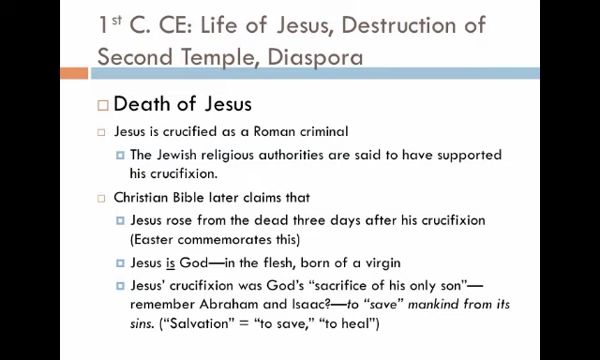 1st C. CE: Life of Jesus, Destruction of
Second Temple, Diaspora
Death of Jesus
Jesus is crucified as a Roman criminal
The Jewish religious authorities are said to have supported
his crucifixion.
Christian Bible later claims that
Jesus rose from the dead three days after his crucifixion
(Easter commemorates this)
Jesus is God—in the flesh, born of a virgin
Jesus' crucifixion was God's "sacrifice of his only son"—
remember Abraham and Isaac?—to "save" mankind from its
sins. ("Salvation" = "to save," "to heal")